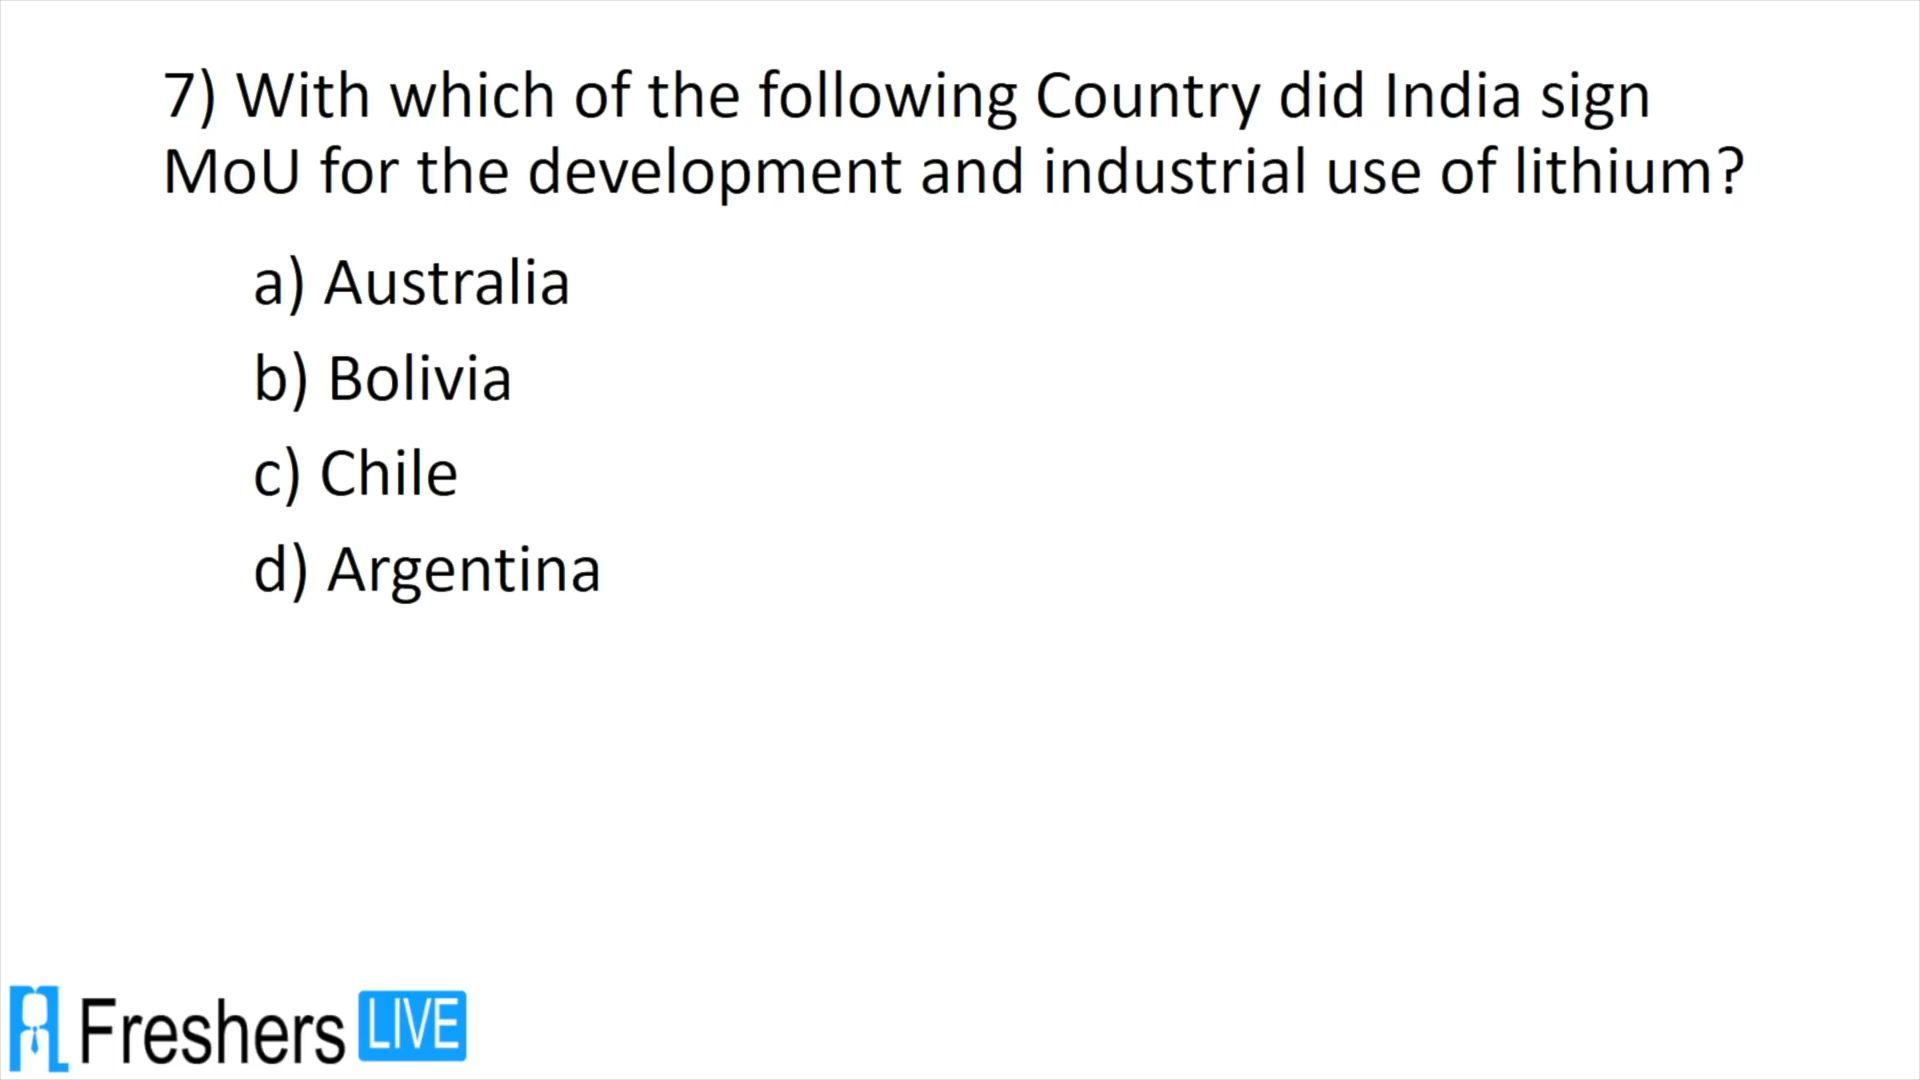 7) With which of the following Country did India sign
MoU for the development and industrial use of lithium?
a) Australia
b) Bolivia
c) Chile
d) Argentina
Freshers LIVE